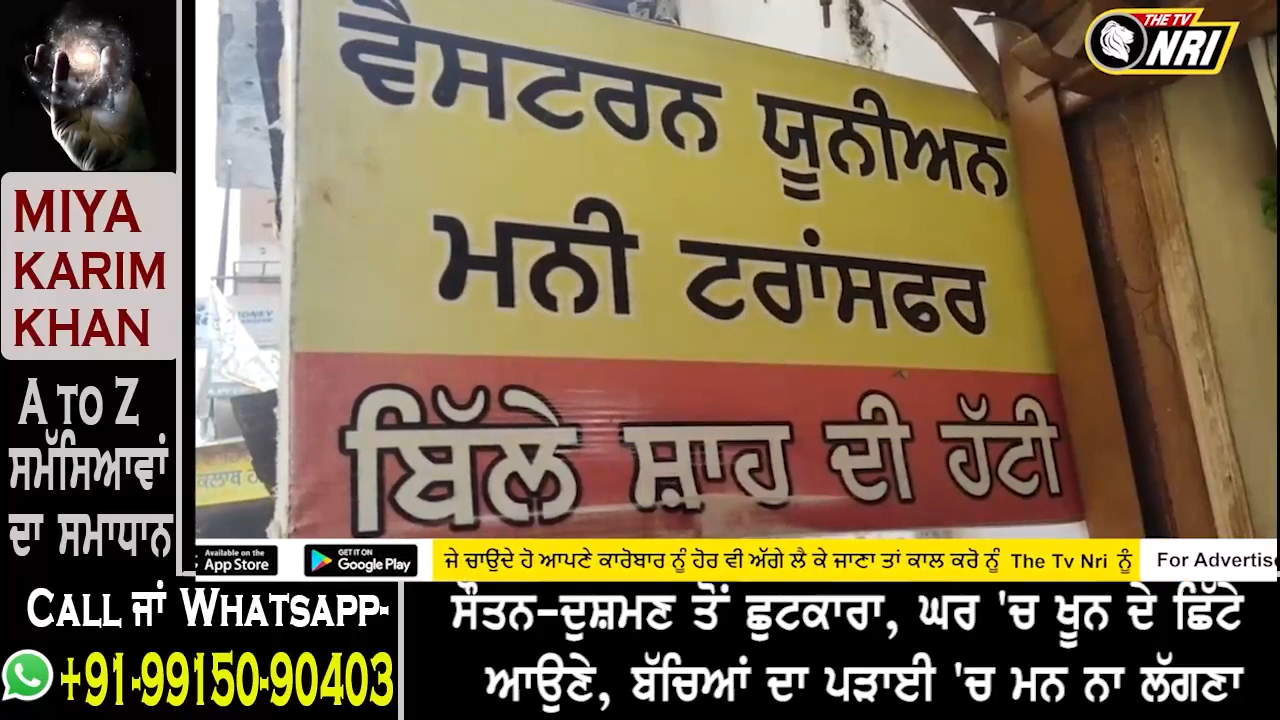 THE TV
NRI
ਵੈਸਟਰਨ ਯੂਨੀਅਨ
ਮਨੀ ਟਰਾਂਸਫਰ
ਬਿੱਲੇ ਸ਼ਾਹ ਦੀ ਹੱਟੀ
MIYA
KARIM
KHAN
A TO Z
ਸਮੱਸਿਆਵਾਂ
ਦਾ ਸਮਾਧਾਨ
Available on the
App Store
GET IT ON
Google Play
ਜੇ ਚਾਉਂਦੇ ਹੋ ਆਪਣੇ ਕਾਰੋਬਾਰ ਨੂੰ ਹੋਰ ਵੀ ਅੱਗੇ ਲੈ ਕੇ ਜਾਣਾ ਤਾਂ ਕਾਲ ਕਰੋ ਨੂੰ The Tv Nri ਨੂੰ
For Advertis
CALL ਜਾਂ WHATSAPP-
+91-99150-90403
ਸੌਤਨ-ਦੁਸ਼ਮਣ ਤੋਂ ਛੁਟਕਾਰਾ, ਘਰ 'ਚ ਖੂਨ ਦੇ ਛਿੱਟੇ
ਆਉਣੇ, ਬੱਚਿਆਂ ਦਾ ਪੜਾਈ 'ਚ ਮਨ ਨਾ ਲੱਗਣਾ